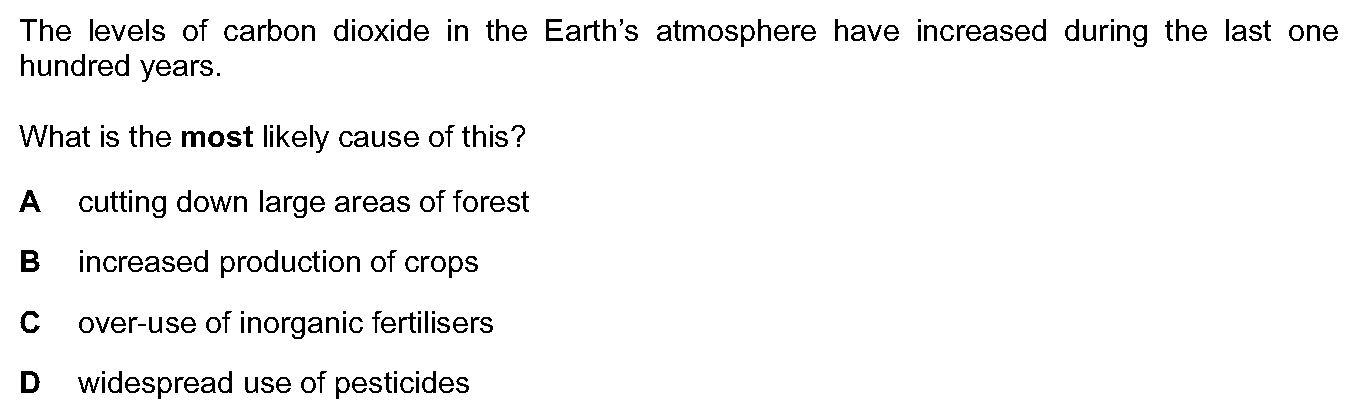 The levels of carbon dioxide in the Earth's atmosphere have increased during the last one
hundred years.
What is the most likely cause of this?
A cutting down large areas of forest
B increased production of crops
C over-use of inorganic fertilisers
D widespread use of pesticides